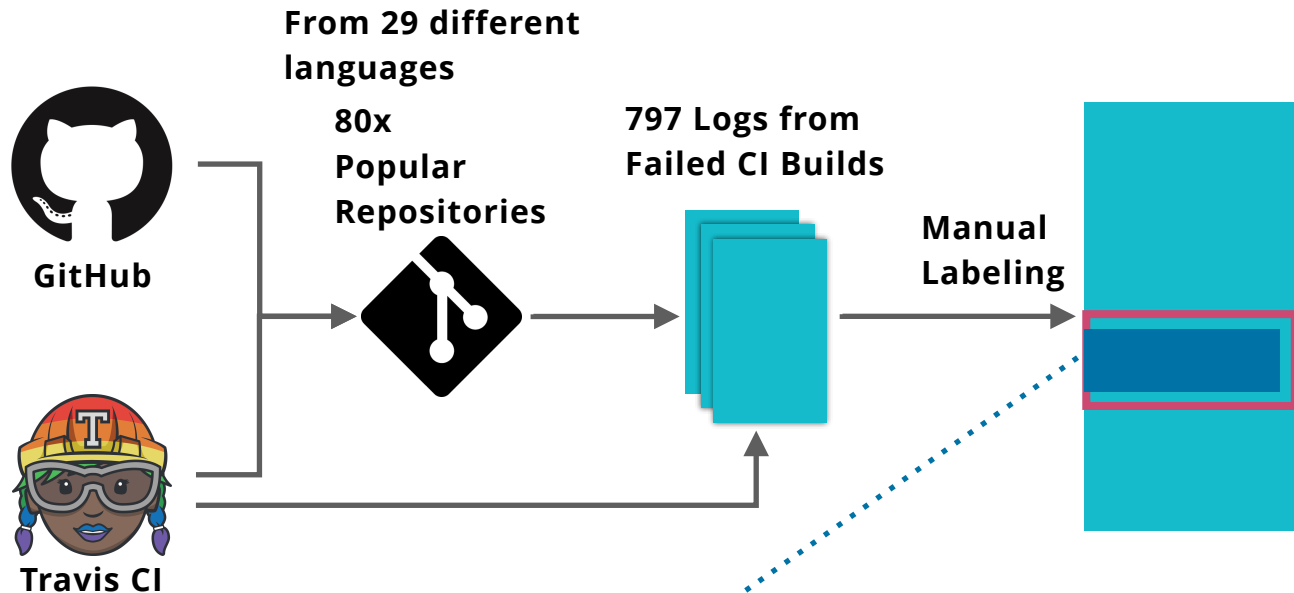 From 29 different
languages
80x
Popular
Repositories
797 Logs from
Failed CI Builds
Manual
Labeling
GitHub
T
Travis CI